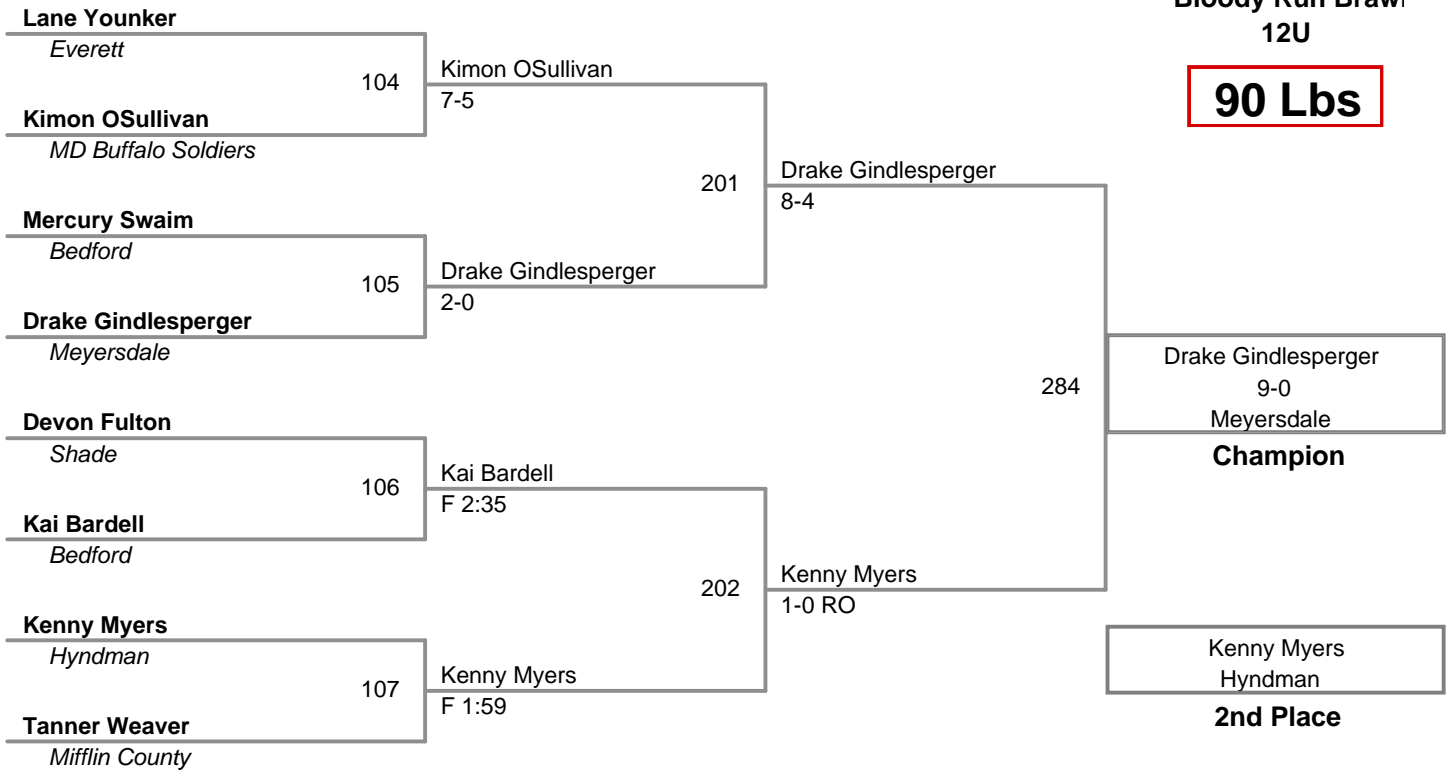 Bloody Run Brawl
12U
90 Lbs
Lane Younker
Everett
104
Kimon OSullivan
7-5
Kimon OSullivan
MD Buffalo Soldiers
201
Drake Gindlesperger
8-4
Mercury Swaim
Bedford
105
Drake Gindlesperger
2-0
Drake Gindlesperger
Meyersdale
284
Drake Gindlesperger
9-0
Meyersdale
Champion
Devon Fulton
Shade
106
Kai Bardell
F 2:35
Kai Bardell
Bedford
202
Kenny Myers
1-0 RO
Kenny Myers
Hyndman
107
Kenny Myers
F 1:59
Tanner Weaver
Mifflin County
Kenny Myers
Hyndman
2nd Place